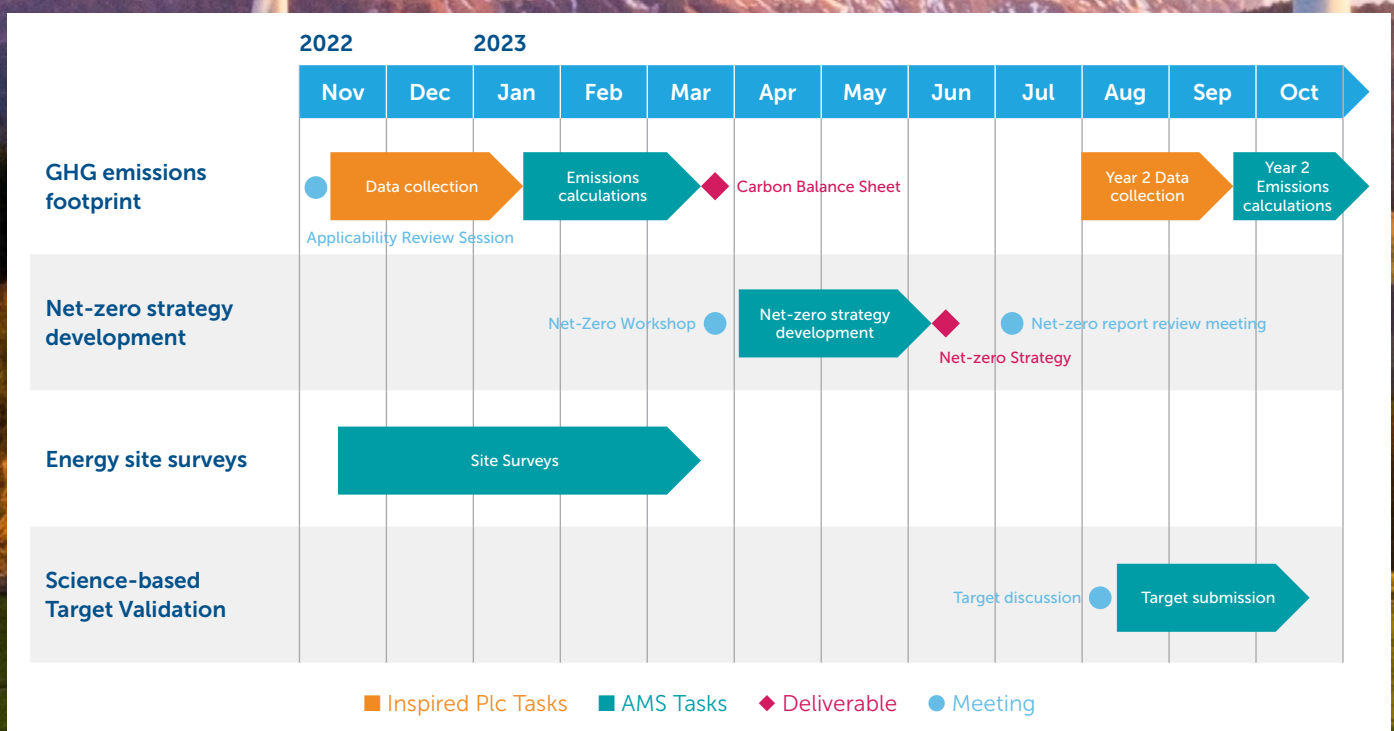 2022 2023
Nov Dec Jan Feb Mar Apr May Jun Jul Aug Sep Oct
GHG emissions
footprint
Data collection
Emissions
calculations
Carbon Balance Sheet
Year 2 Data
collection
Year 2
Emissions
calculations
Applicability Review Session
Net-zero strategy
development
Net-Zero Workshop
Net-zero strategy
development
Net-zero report review meeting
Net-zero Strategy
Energy site surveys
Site Surveys
Science-based
Target Validation
Target discussion
Target submission
Inspired Plc Tasks AMS Tasks Deliverable Meeting